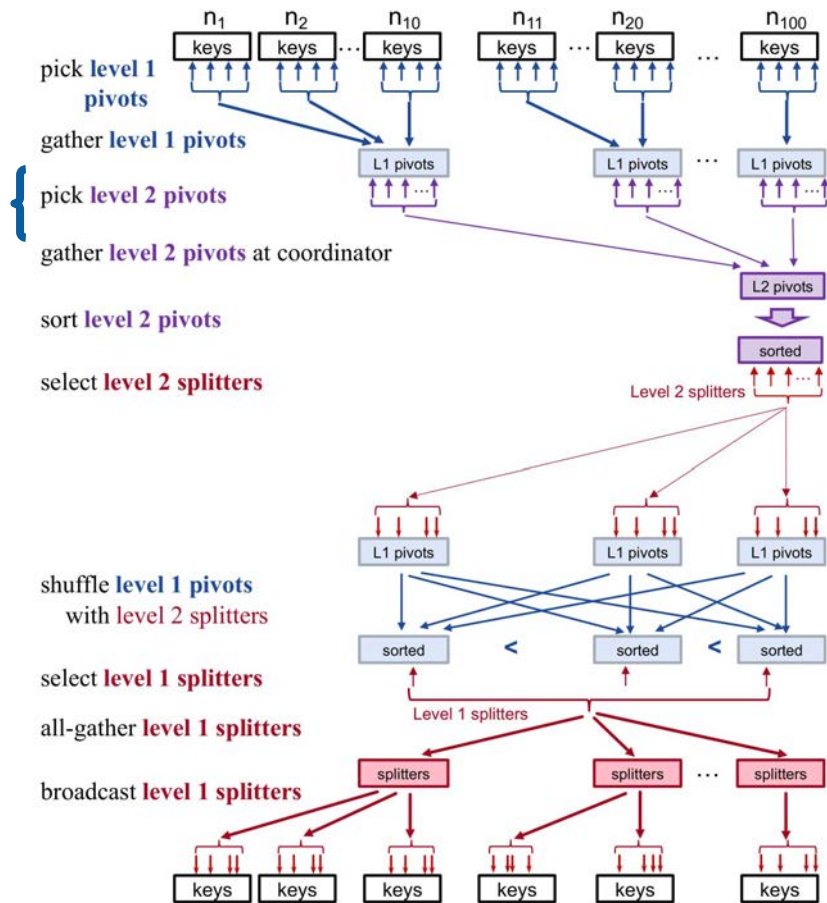 n1 n2 n10 n11 n20 n100
keys keys ... keys keys ... keys ... keys
pick level 1
pivots
gather level 1 pivots
L1 pivots L1 pivots ... L1 pivots
pick level 2 pivots
... ... ...
gather level 2 pivots at coordinator
L2 pivots
sort level 2 pivots
sorted
select level 2 splitters
Level 2 splitters ...
L1 pivots L1 pivots L1 pivots
shuffle level 1 pivots
with level 2 splitters
sorted < sorted < sorted
select level 1 splitters
Level 1 splitters
all-gather level 1 splitters
splitters splitters ... splitters
broadcast level 1 splitters
keys keys keys keys keys keys